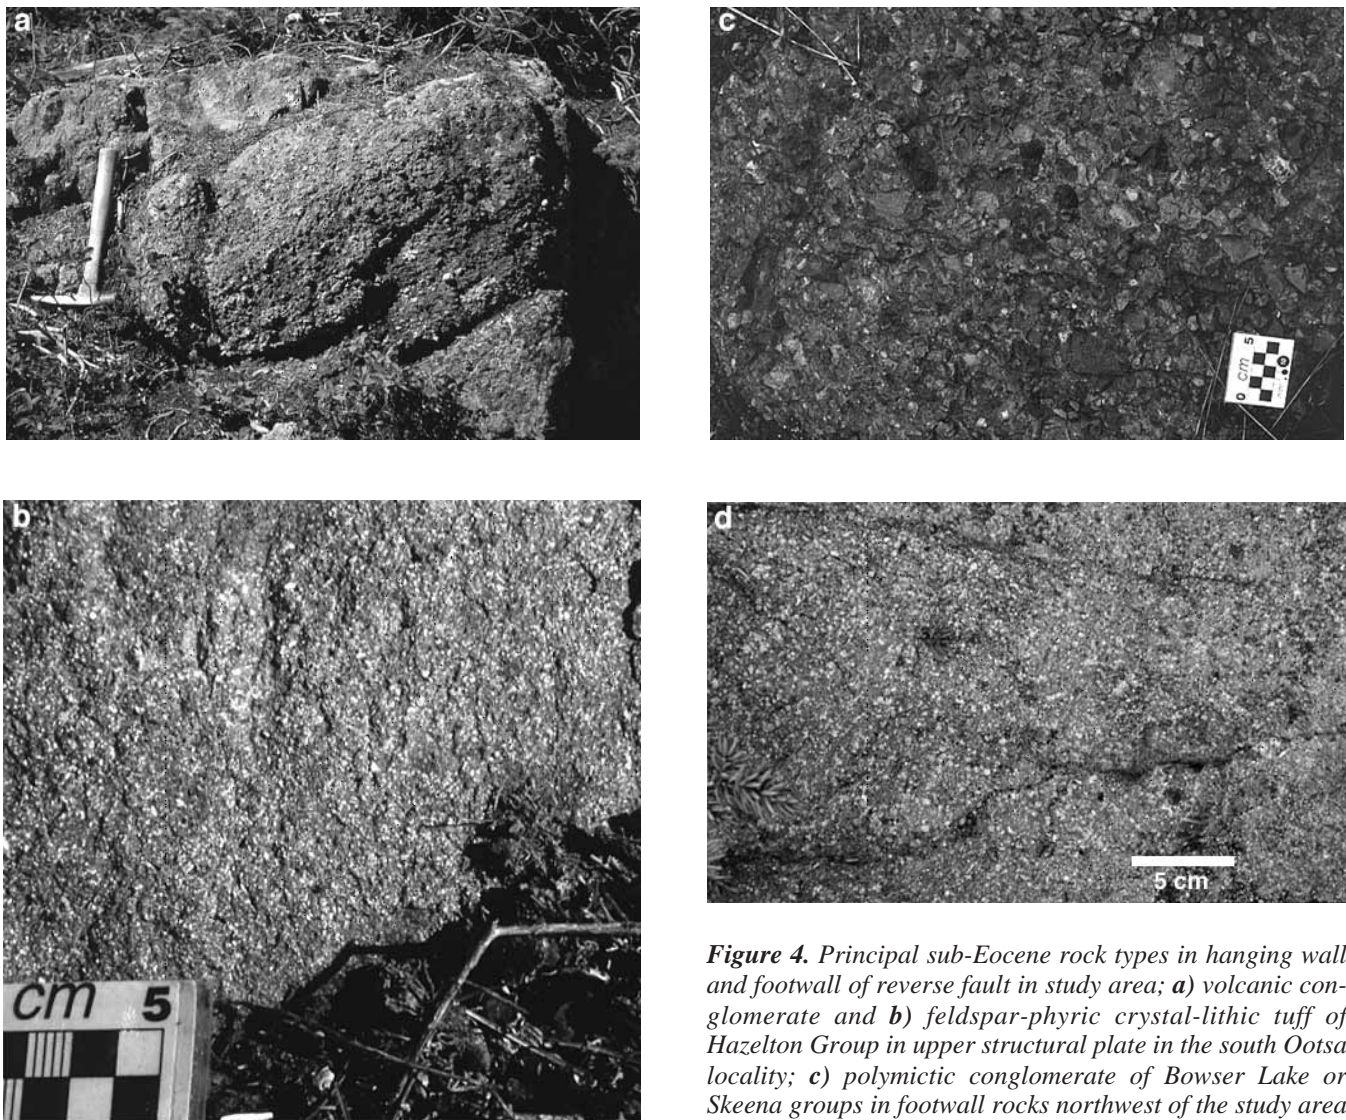 a
c
cm
0
5
b
d
5 cm
cm 5
Figure 4. Principal sub-Eocene rock types in hanging wall
and footwall of reverse fault in study area; a) volcanic con-
glomerate and b) feldspar-phyric crystal-lithic tuff of
Hazelton Group in upper structural plate in the south Ootsa
locality; c) polymictic conglomerate of Bowser Lake or
Skeena groups in footwall rocks northwest of the study area